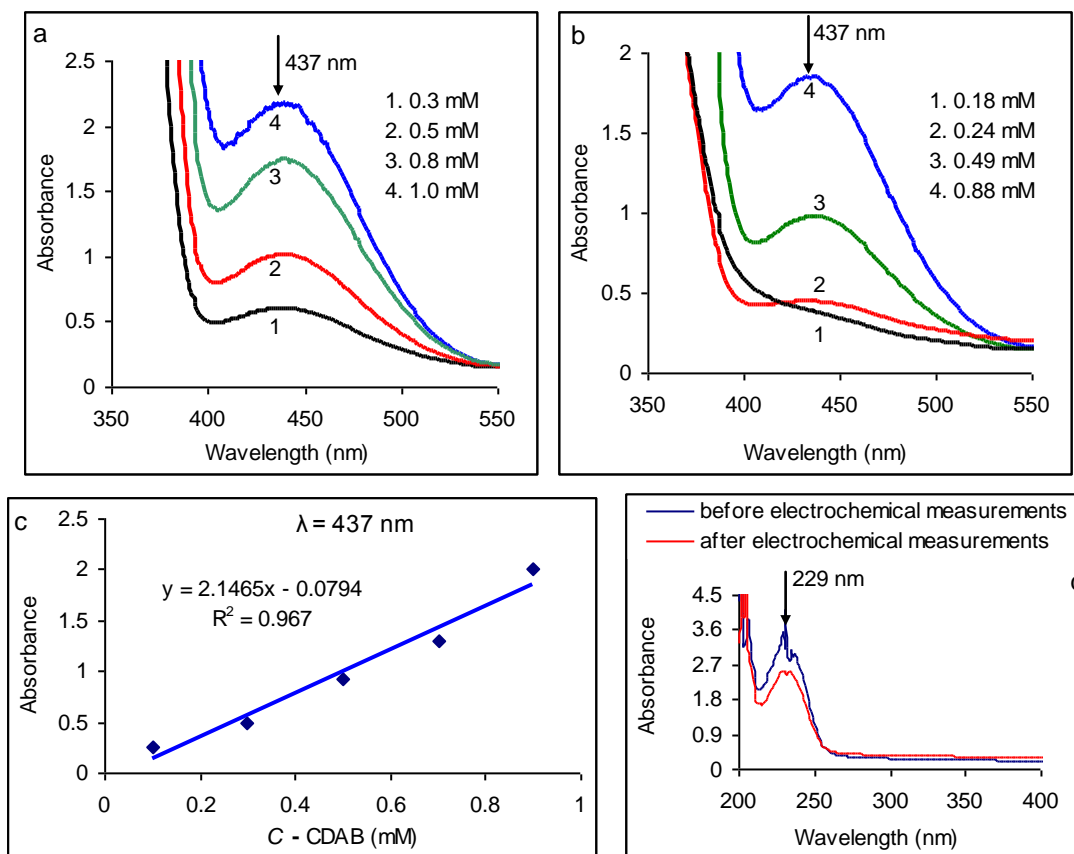 a
437 nm
2.5
2
1.5
1
0.5
0
350
400
450
500
550
Absorbance
Wavelength (nm)
1. 0.3 mM
2. 0.5 mM
3. 0.8 mM
4. 1.0 mM
4
3
2
1
b
437 nm
2
1.5
1
0.5
0
350
400
450
500
550
Absorbance
Wavelength (nm)
1. 0.18 mM
2. 0.24 mM
3. 0.49 mM
4. 0.88 mM
4
3
2
1
c
λ = 437 nm
y = 2.1465x - 0.0794
R² = 0.967
2.5
2
1.5
1
0.5
0
0
0.2
0.4
0.6
0.8
1
Absorbance
C - CDAB (mM)
before electrochemical measurements
after electrochemical measurements
229 nm
4.5
3.6
2.7
1.8
0.9
0
200
250
300
350
400
Absorbance
Wavelength (nm)